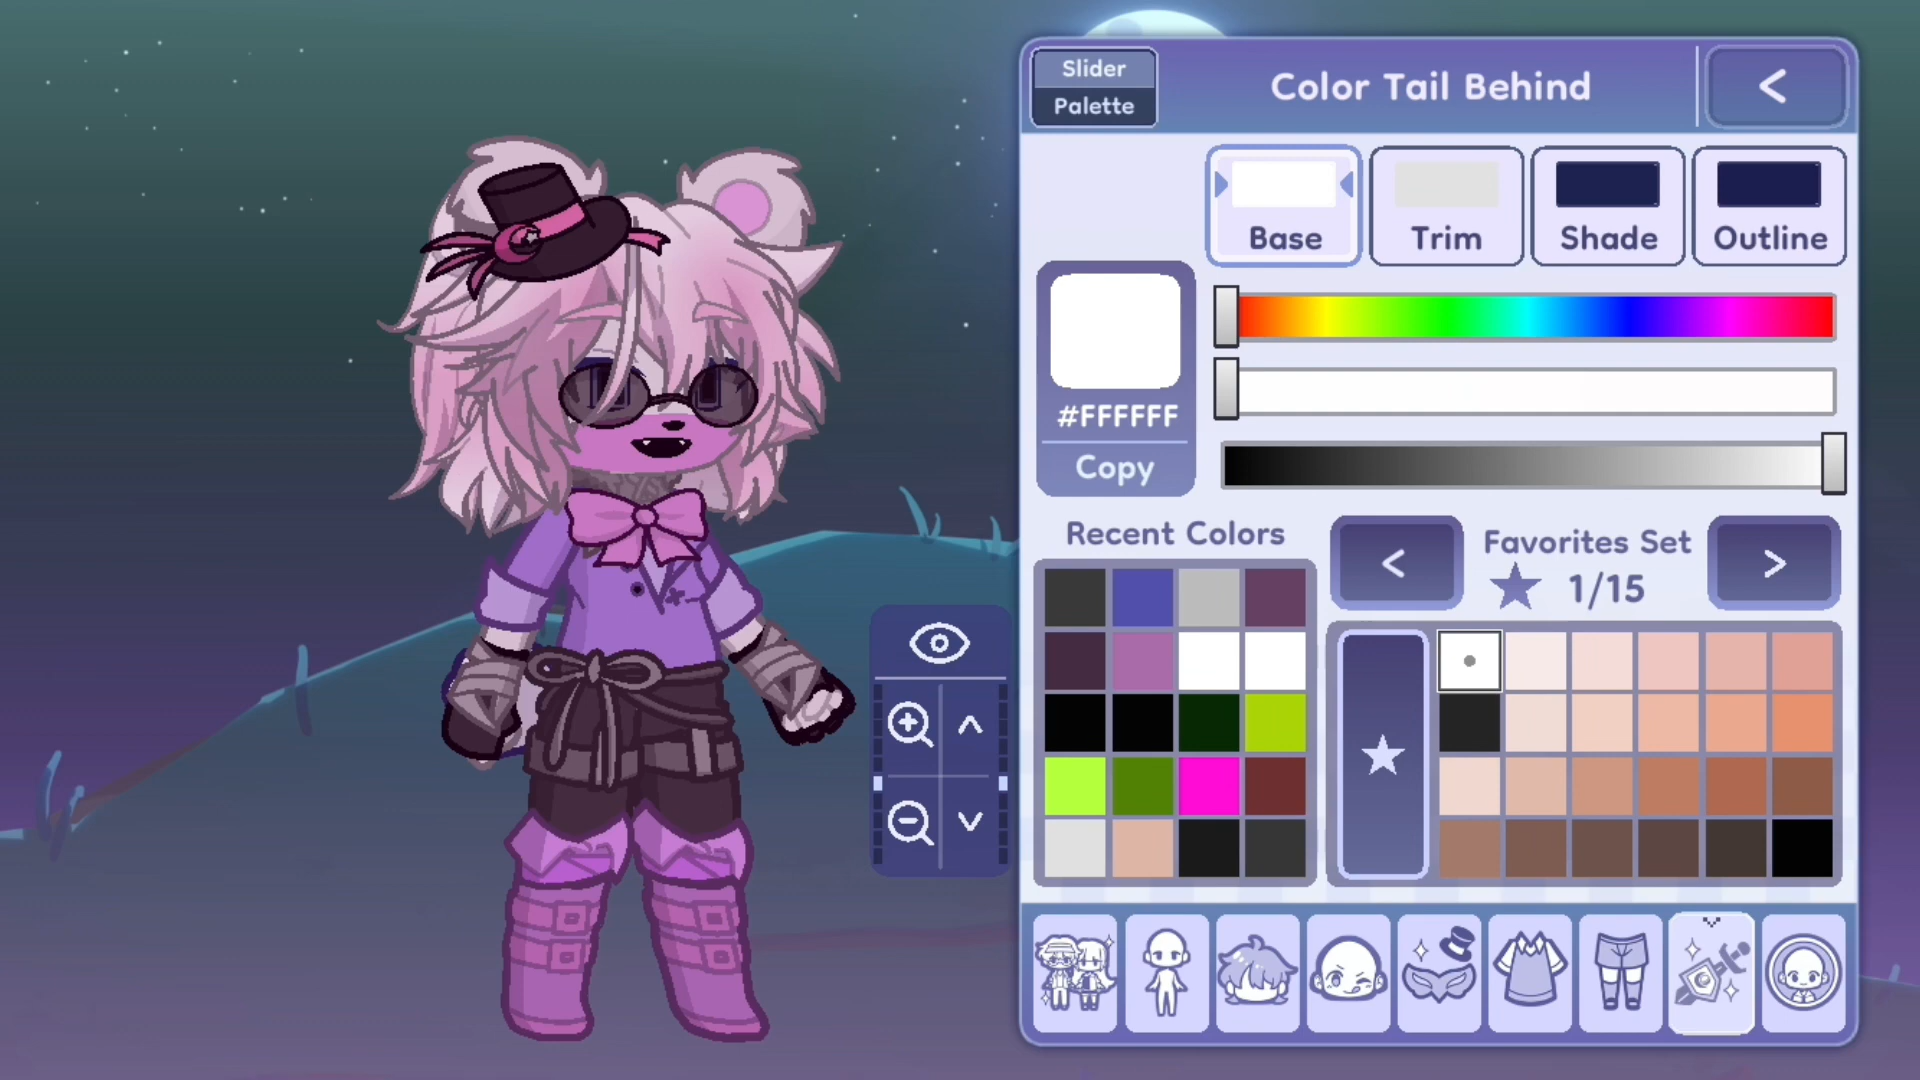 Slider
Palette
Color Tail Behind
<
Base
Trim
Shade
Outline
#FFFFFF
Copy
Recent Colors
<
Favorites Set
1/15
>